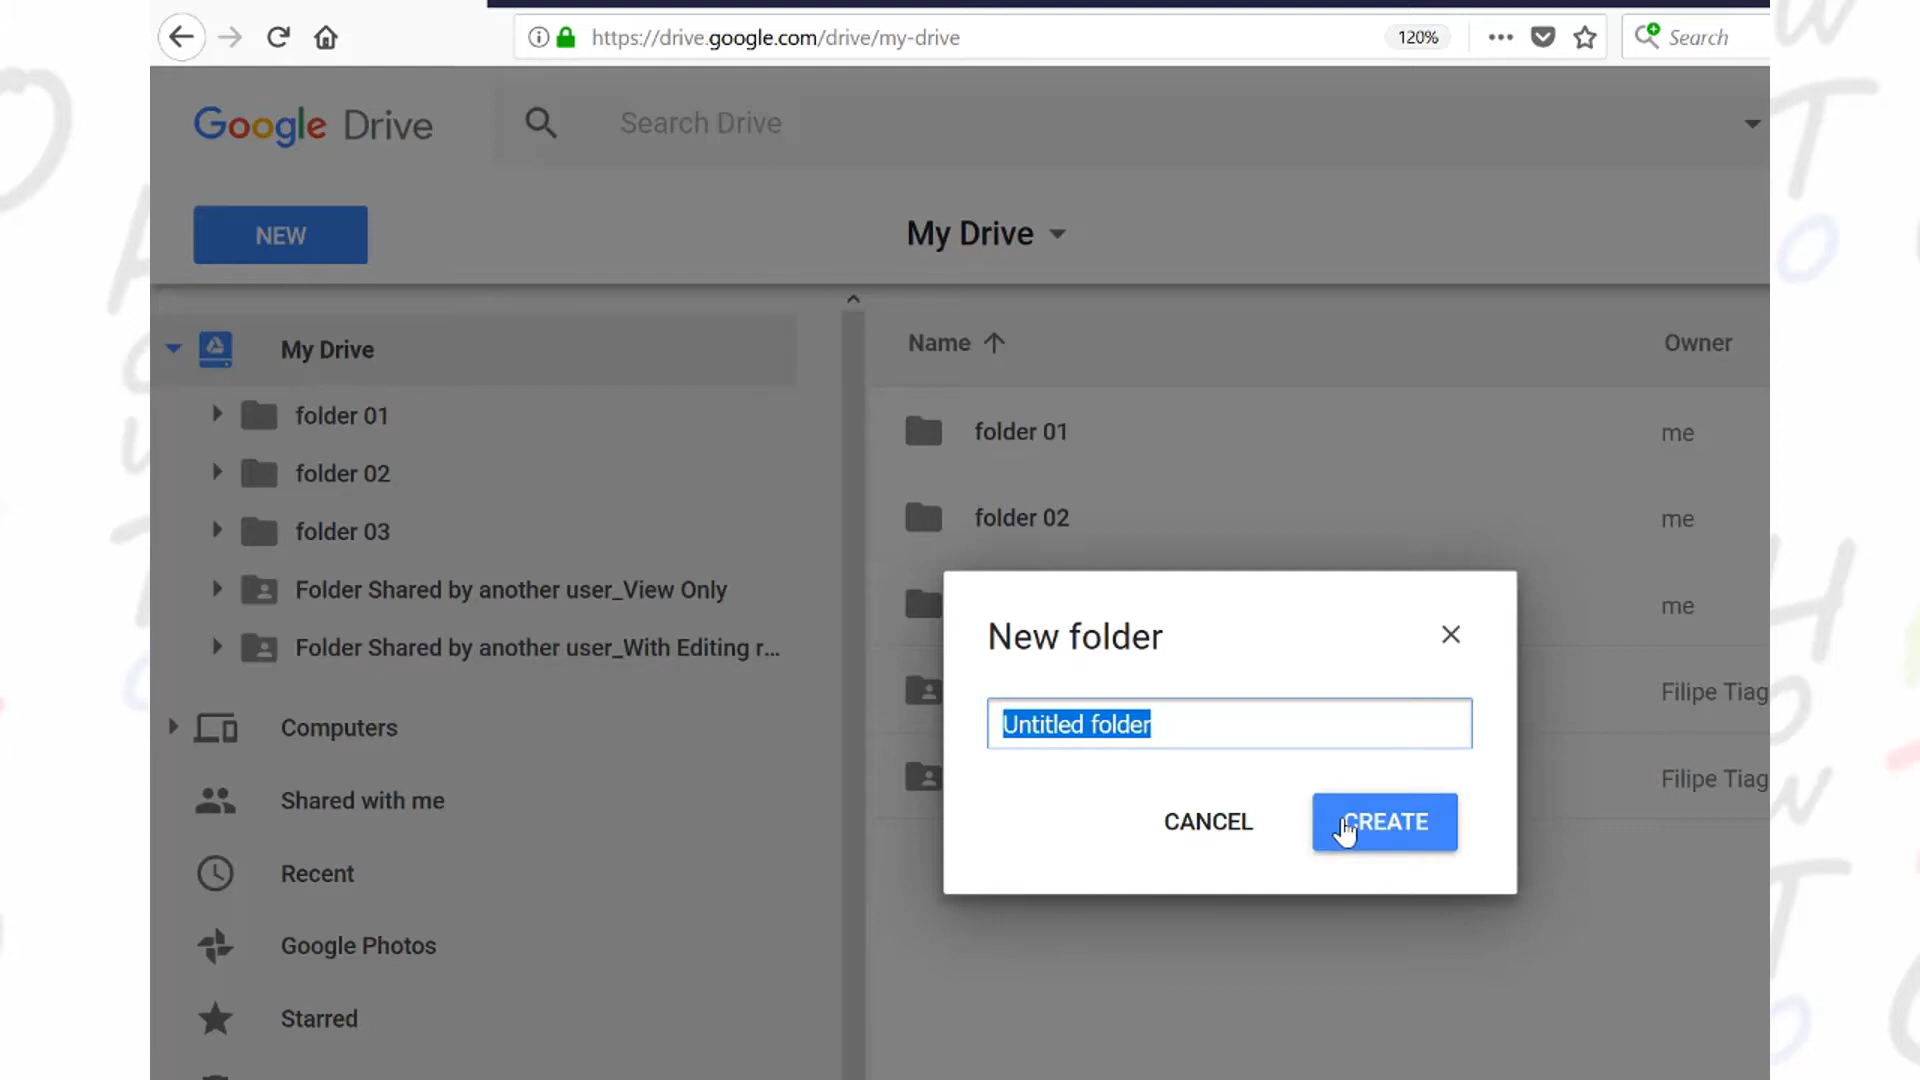 https://drive.google.com/drive/my-drive
120%
Search
Google Drive
Search Drive
NEW
My Drive
My Drive
folder 01
folder 02
folder 03
Folder Shared by another user_View Only
Folder Shared by another user_With Editing r...
Computers
Shared with me
Recent
Google Photos
Starred
Name
Owner
folder 01
me
folder 02
me
me
Filipe Tiag
Filipe Tiag
New folder
Untitled folder
CANCEL
CREATE